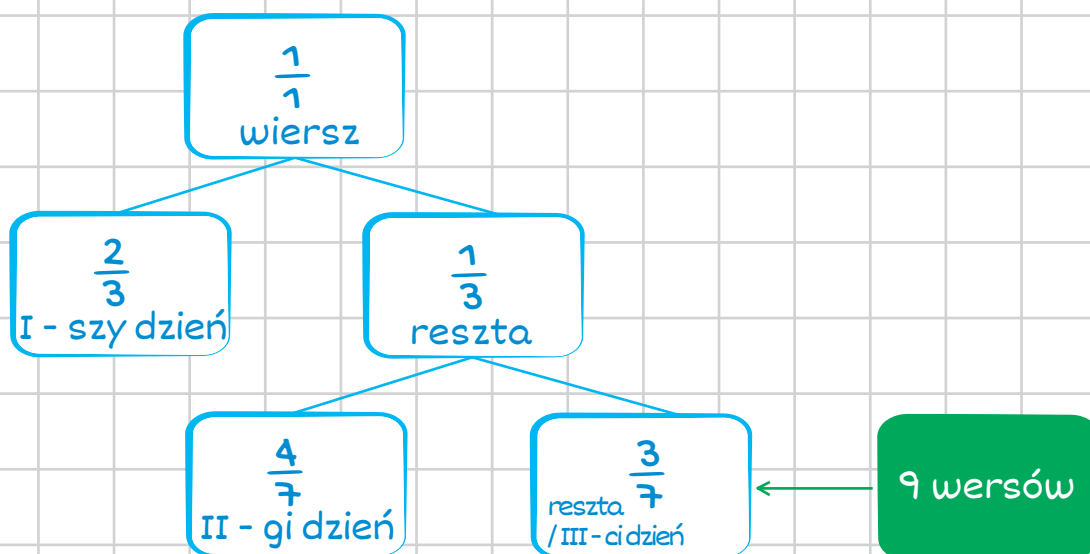 1
1
wiersz
2
3
I - szy dzień
1
3
reszta
4
7
II - gi dzień
3
7
reszta
/ III - ci dzień
9 wersów